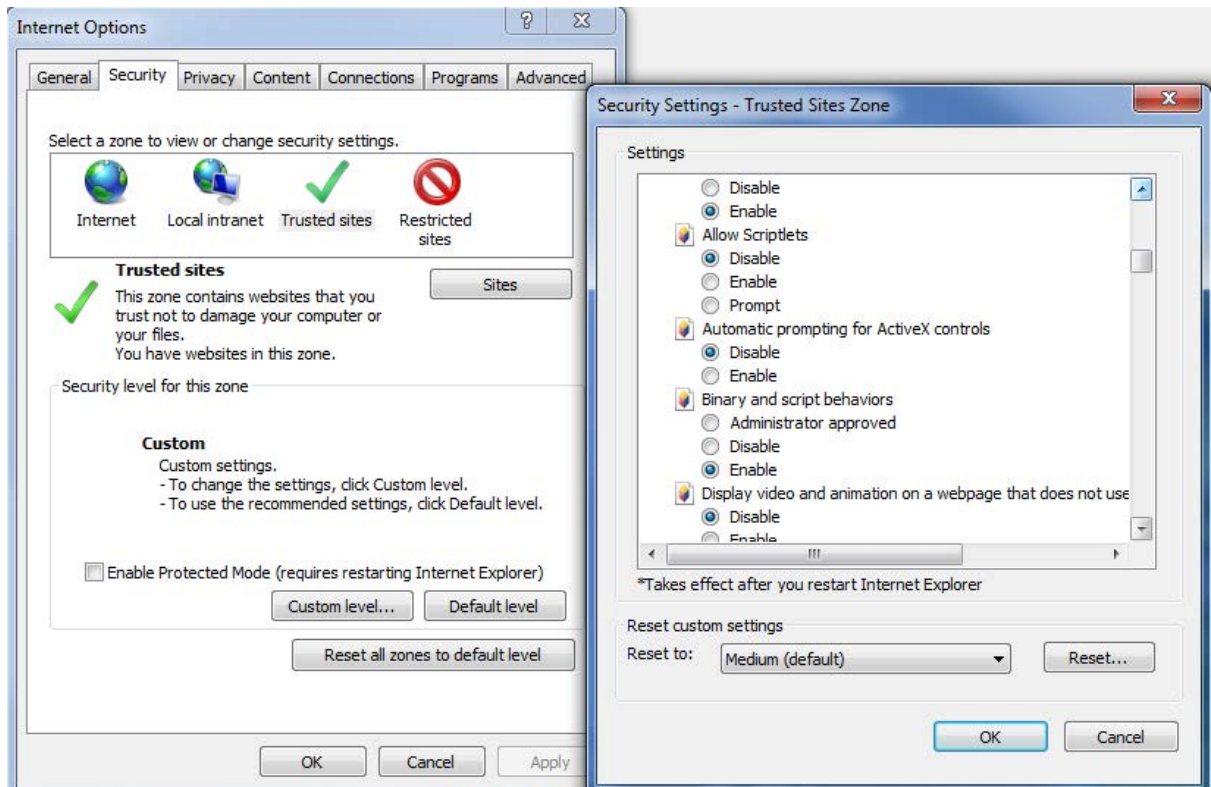 Internet Options
General Security Privacy Content Connections Programs Advanced
Select a zone to view or change security settings.
Internet
Local intranet
Trusted sites
Restricted
sites
Trusted sites
Sites
This zone contains websites that you
trust not to damage your computer or
your files.
You have websites in this zone.
Security level for this zone
Custom
Custom settings.
- To change the settings, click Custom level.
- To use the recommended settings, click Default level.
Enable Protected Mode (requires restarting Internet Explorer)
Custom level... Default level
Reset all zones to default level
OK Cancel Apply
Security Settings - Trusted Sites Zone
Settings
Disable
Enable
Allow Scriptlets
Disable
Enable
Prompt
Automatic prompting for ActiveX controls
Disable
Enable
Binary and script behaviors
Administrator approved
Disable
Enable
Display video and animation on a webpage that does not use
Disable
Enable
*Takes effect after you restart Internet Explorer
Reset custom settings
Reset to: Medium (default) Reset...
OK Cancel